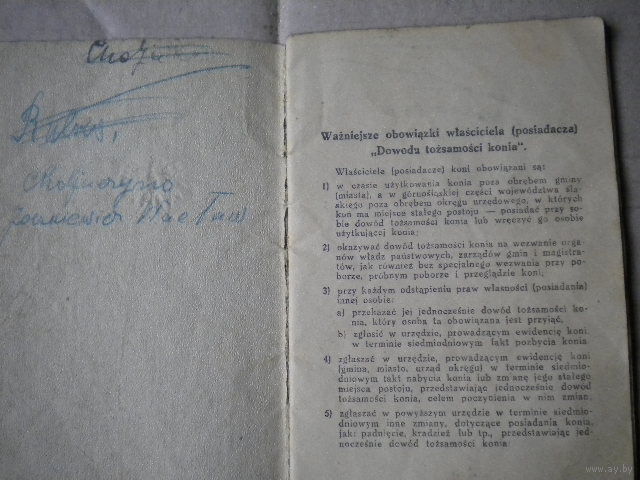 Ważniejsze obowiązki właściciela (posiadacza)
„Dowodu tożsamości konia“.
Właściciele (posiadacze) koni obowiązani są:
1) w czasie użytkowania konia poza obrębem gminy
(miasta), a w górnośląskiej części województwa ślą-
skiego poza obrębem okręgu urzędowego, w których
koń ma miejsce stałego postoju — posiadać przy so-
bie dowód tożsamości konia lub wręczyć go osobie
użytkującej konia;
2) okazywać dowód tożsamości konia na wezwanie orga-
nów władz państwowych, zarządów gmin i magistra-
tów, jak również bez specjalnego wezwania przy po-
borze, próbnym poborze i przeglądzie koni;
3) przy każdym odstąpieniu praw własności (posiadania)
innej osobie:
a) przekazać jej jednocześnie dowód tożsamości ko-
nia, który osoba ta obowiązana jest przyjąć,
b) zgłosić w urzędzie, prowadzącym ewidencję koni
w terminie siedmiodniowym fakt pozbycia konia
4) zgłaszać w urzędzie, prowadzącym ewidencję koni
(gmina, miasto, urząd okręgu) w terminie siedmio-
dniowym fakt nabycia konia lub zmianę jego stałego
miejsca postoju, przedstawiając jednocześnie dowód
tożsamości konia, celem poczynienia w nim zmian;
5) zgłaszać w powyższym urzędzie w terminie siedmio-
dniowym inne zmiany, dotyczące posiadania konia,
jak: padnięcie, kradzież lub tp., przedstawiając jed-
nocześnie dowód tożsamości konia
www.ay.by